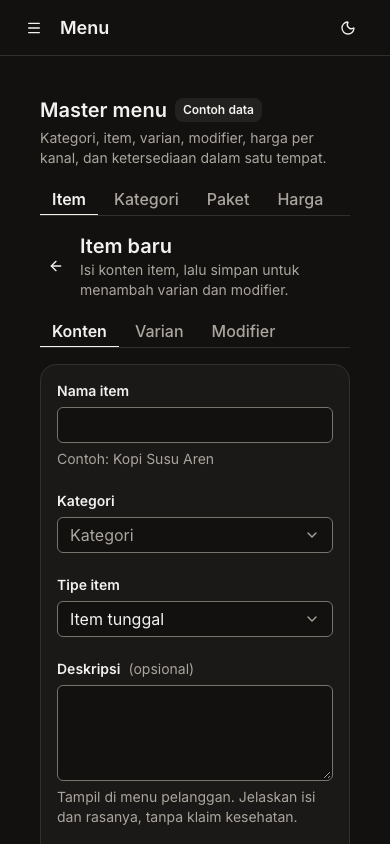 Menu
Master menu
Contoh data
Kategori, item, varian, modifier, harga per
kanal, dan ketersediaan dalam satu tempat.
Item
Kategori
Paket
Harga
Item baru
Isi konten item, lalu simpan untuk
menambah varian dan modifier.
Konten
Varian
Modifier
Nama item
Contoh: Kopi Susu Aren
Kategori
Kategori
Tipe item
Item tunggal
Deskripsi (opsional)
Tampil di menu pelanggan. Jelaskan isi
dan rasanya, tanpa klaim kesehatan.